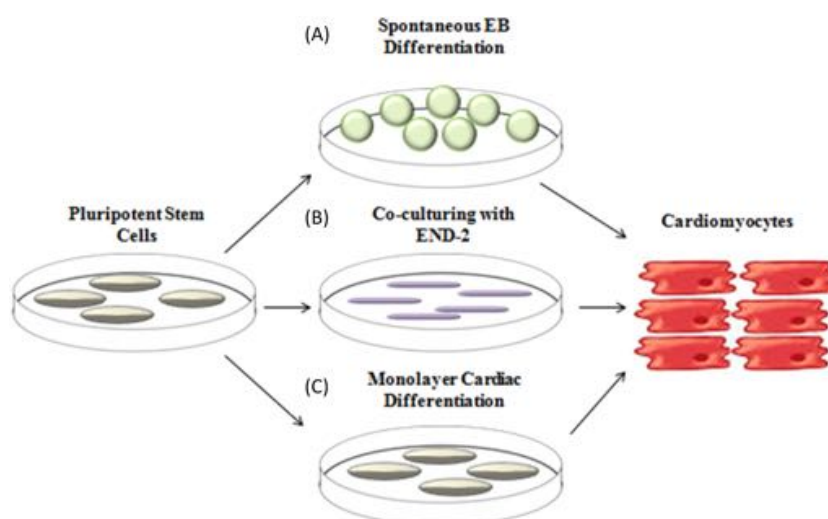 (A)
Spontaneous EB
Differentiation
Pluripotent Stem
Cells
(B)
Co-culturing with
END-2
Cardiomyocytes
(C)
Monolayer Cardiac
Differentiation